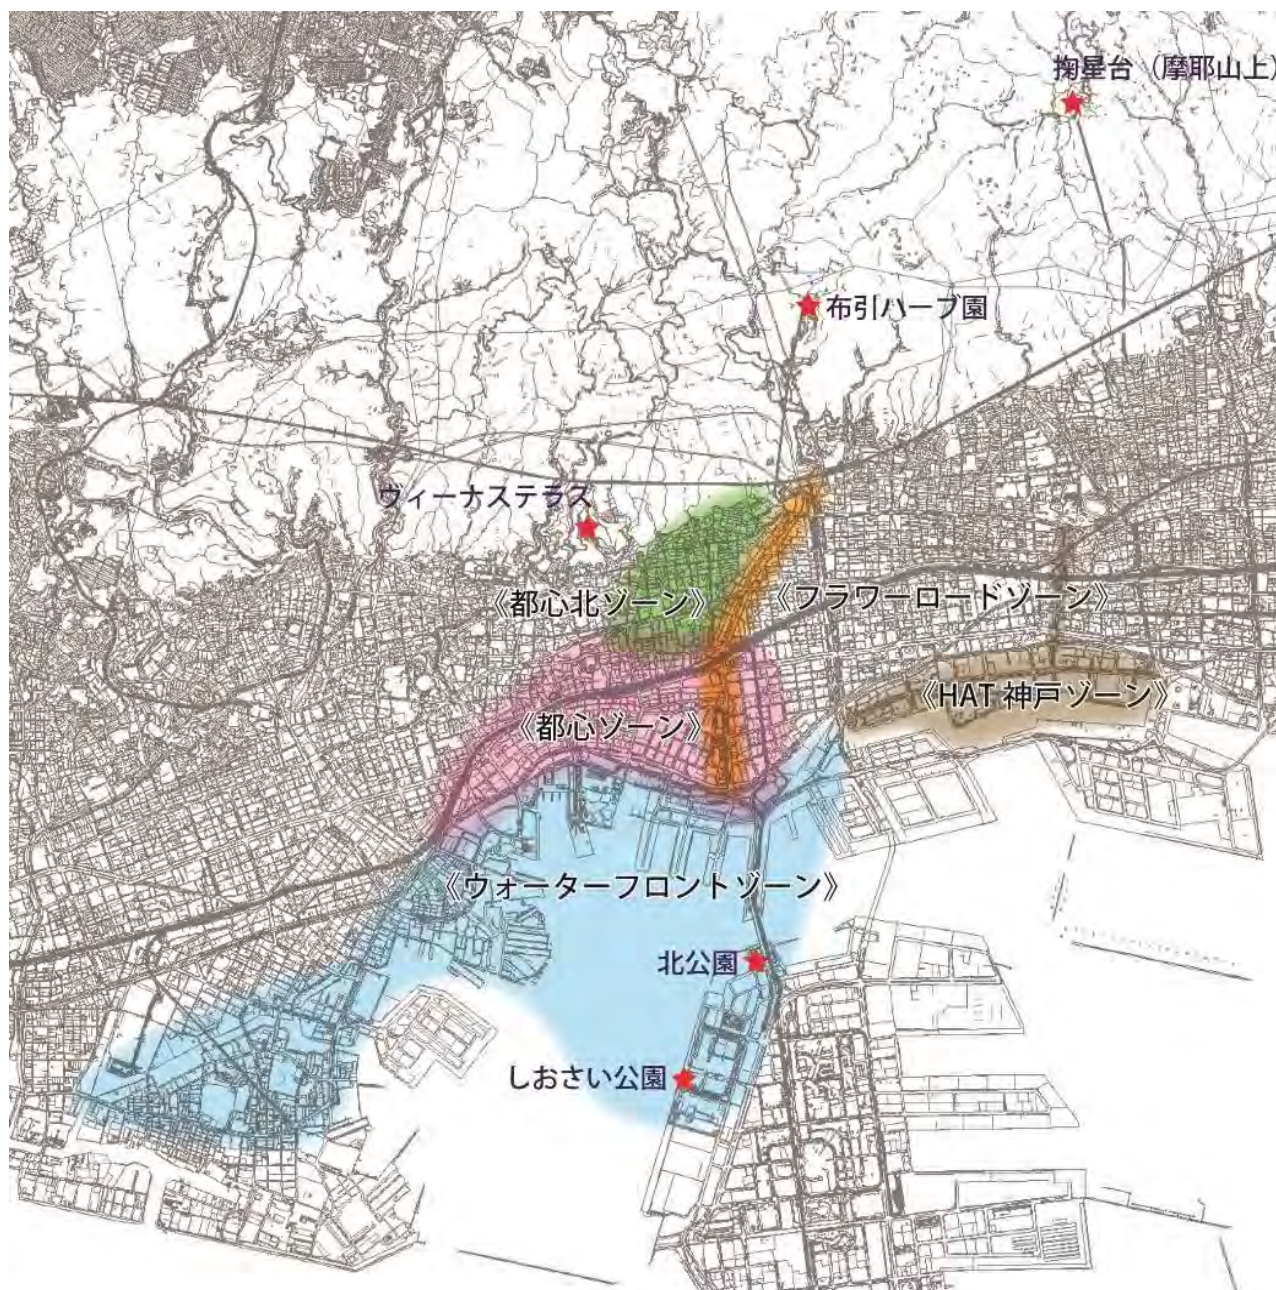 掬星台（摩耶山上）
布引ハーブ園
ヴィーナステラス
《都心北ゾーン》
《フラワーロードゾーン》
《HAT 神戸ゾーン》
《都心ゾーン》
《ウォーターフロントゾーン》
北公園
しおさい公園